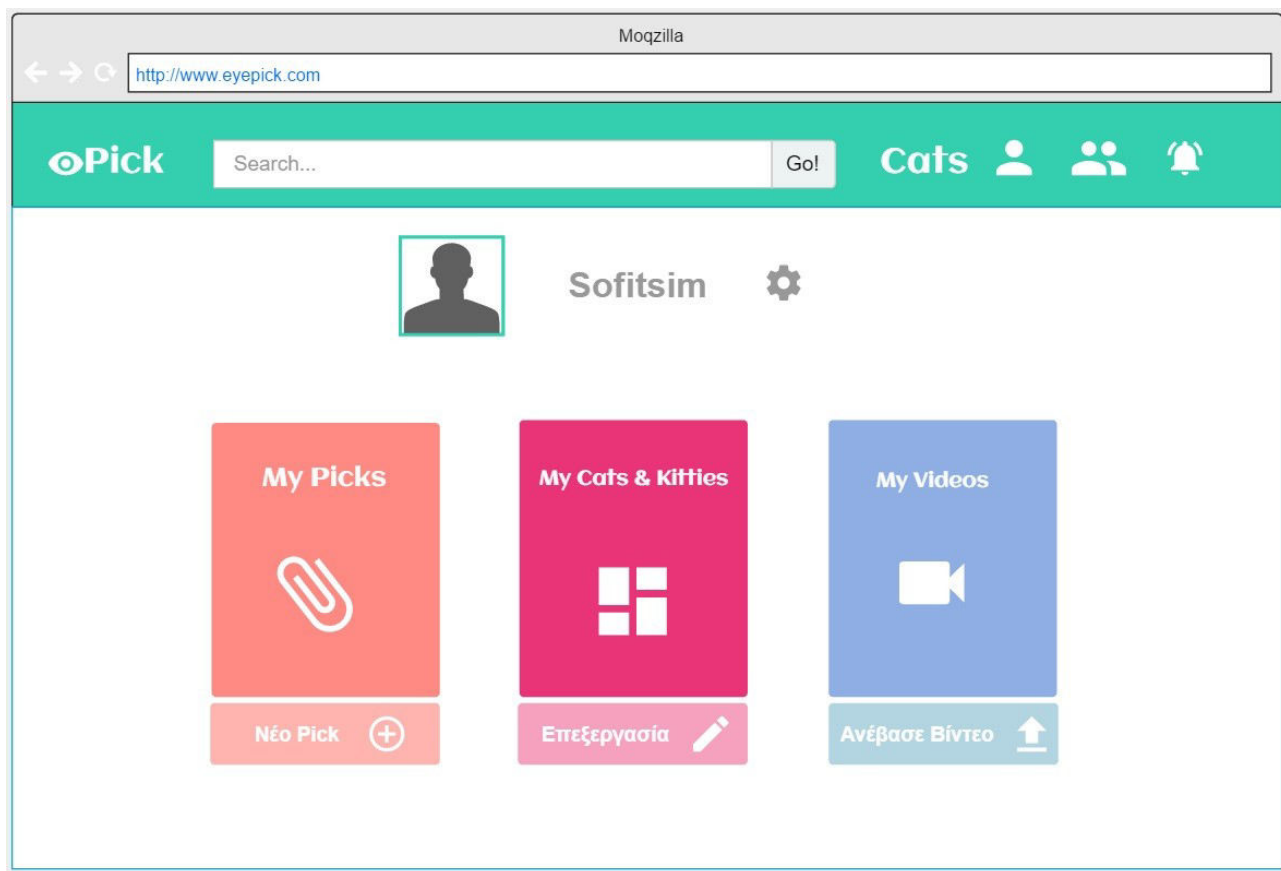 Moqzilla
http://www.eyepick.com
Pick
Search...
Go!
Cats
Sofitsim
My Picks
My Cats & Kitties
My Videos
Νέο Pick
Επεξεργασία
Ανέβασε Βίντεο